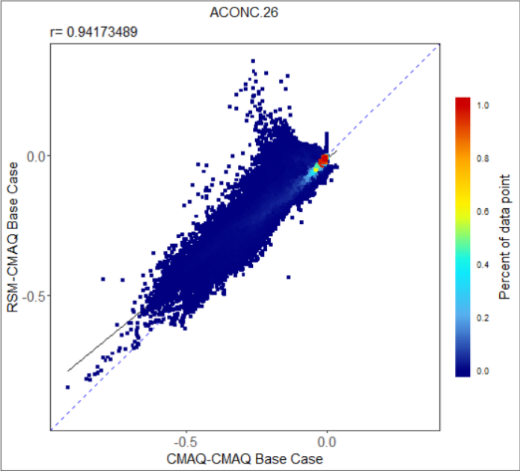 ACONC.26
r= 0.94173489
0.0
-0.5
RSM-CMAQ Base Case
-0.5 0.0
CMAQ-CMAQ Base Case
1.0
0.8
0.6
0.4
0.2
0.0
Percent of data point